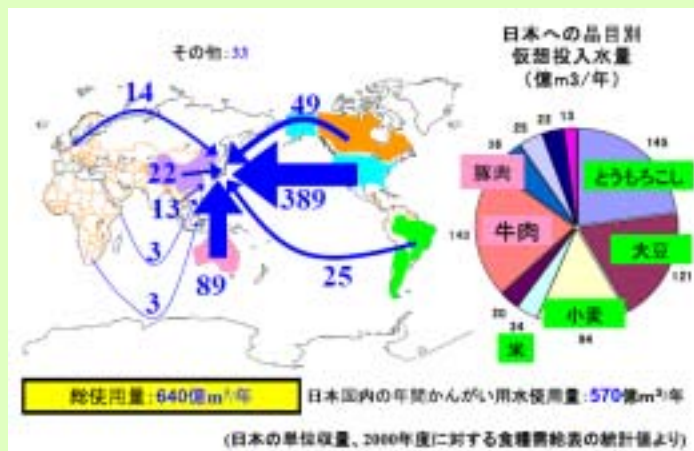 その他:33
14
49
22
389
13
3
25
3
89
日本への品目別
仮想投入水量
(億m3/年)
13
22
25
36
145
とうもろこし
豚肉
牛肉
140
大豆
121
20
24
小麦
94
米
総使用量:640億m³/年
日本国内の年間かんがい用水使用量:570億m³/年
(日本の単位収量、2000年度に対する食糧需給表の統計値より)